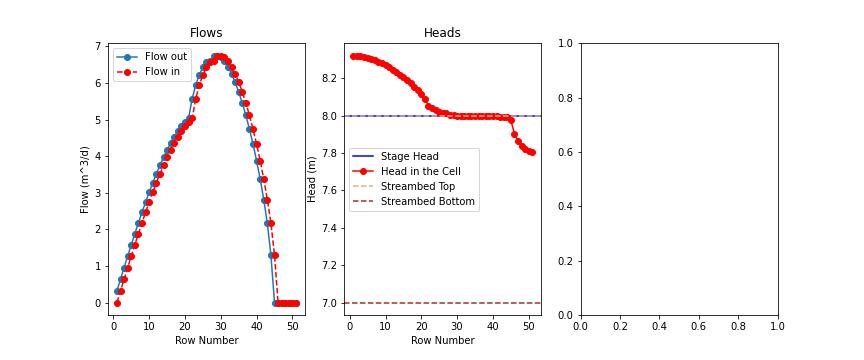 Flows
Flow (m^3/d)
7
6
5
4
3
2
1
0
Flow out
Flow in
0 10 20 30 40 50
Row Number
Heads
Head (m)
8.2
8.0
7.8
7.6
7.4
7.2
7.0
Stage Head
Head in the Cell
Streambed Top
Streambed Bottom
0 10 20 30 40 50
Row Number
1.0
0.8
0.6
0.4
0.2
0.0
0.0 0.2 0.4 0.6 0.8 1.0